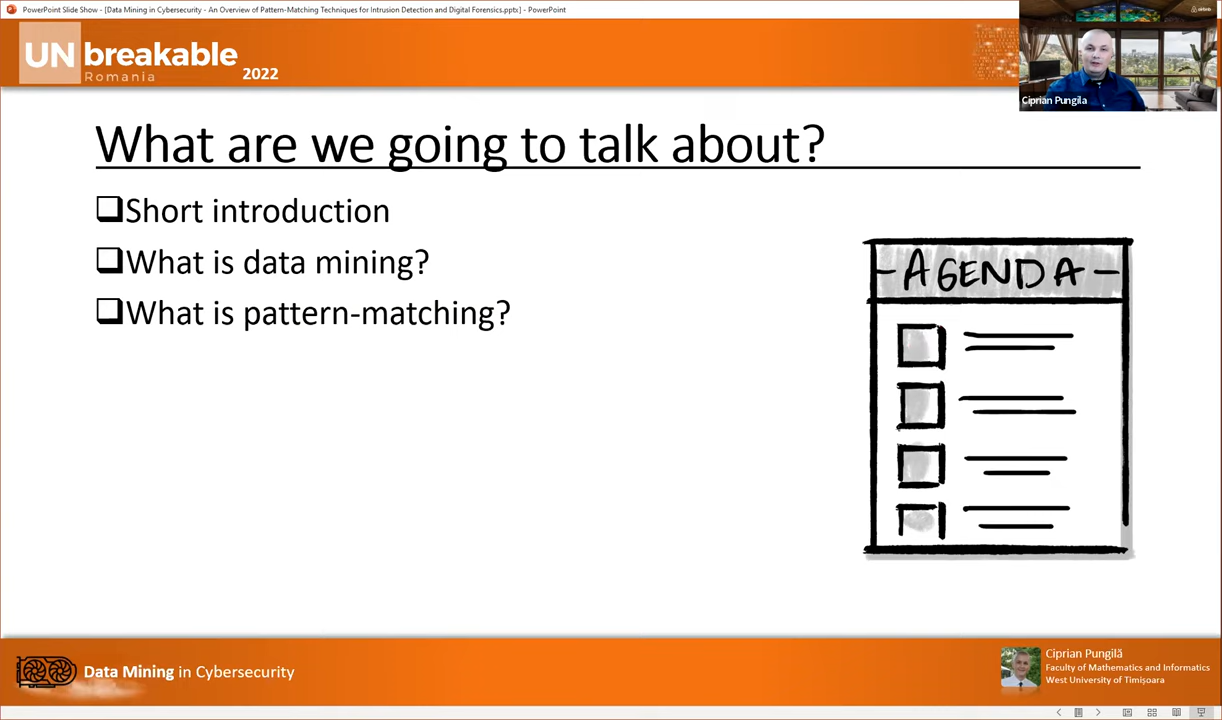 PowerPoint Slide Show - [Data Mining in Cybersecurity - An Overview of Pattern-Matching Techniques for Intrusion Detection and Digital Forensics.pptx] - PowerPoint
UNbreakable
Romania
2022
Ciprian Pungila
What are we going to talk about?
Short introduction
What is data mining?
What is pattern-matching?
-AGENDA-
Data Mining in Cybersecurity
Ciprian Pungilă
Faculty of Mathematics and Informatics
West University of Timișoara